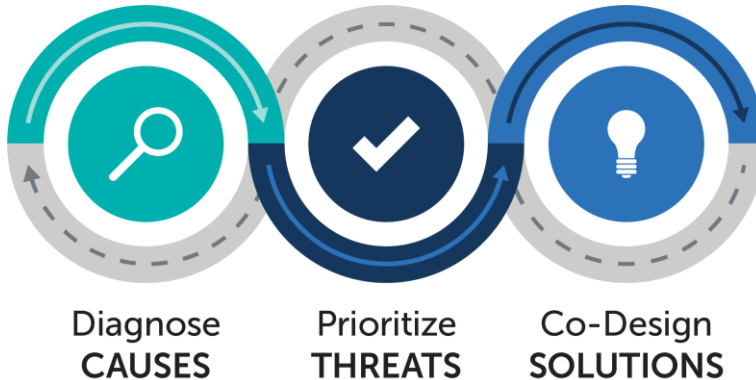 Diagnose
CAUSES
Prioritize
THREATS
Co-Design
SOLUTIONS